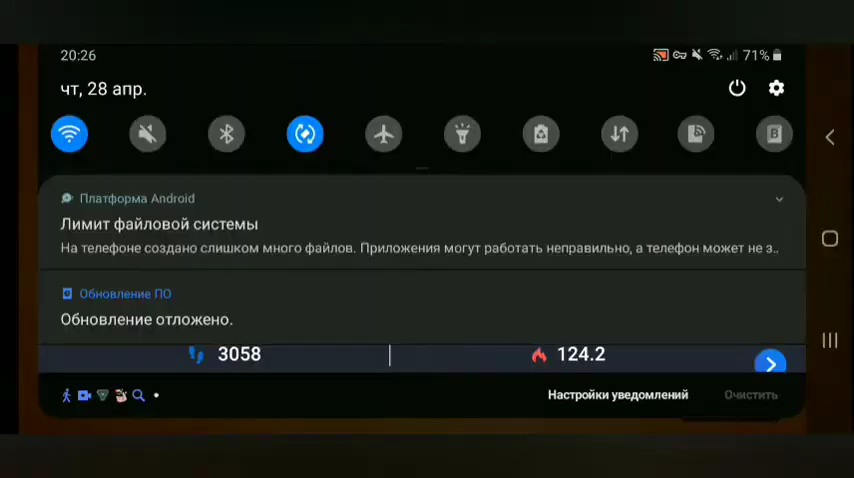 20:26
71%
чт, 28 апр.
Платформа Android
Лимит файловой системы
На телефоне создано слишком много файлов. Приложения могут работать неправильно, а телефон может не з..
Обновление ПО
Обновление отложено.
3058
124.2
Настройки уведомлений
Очистить